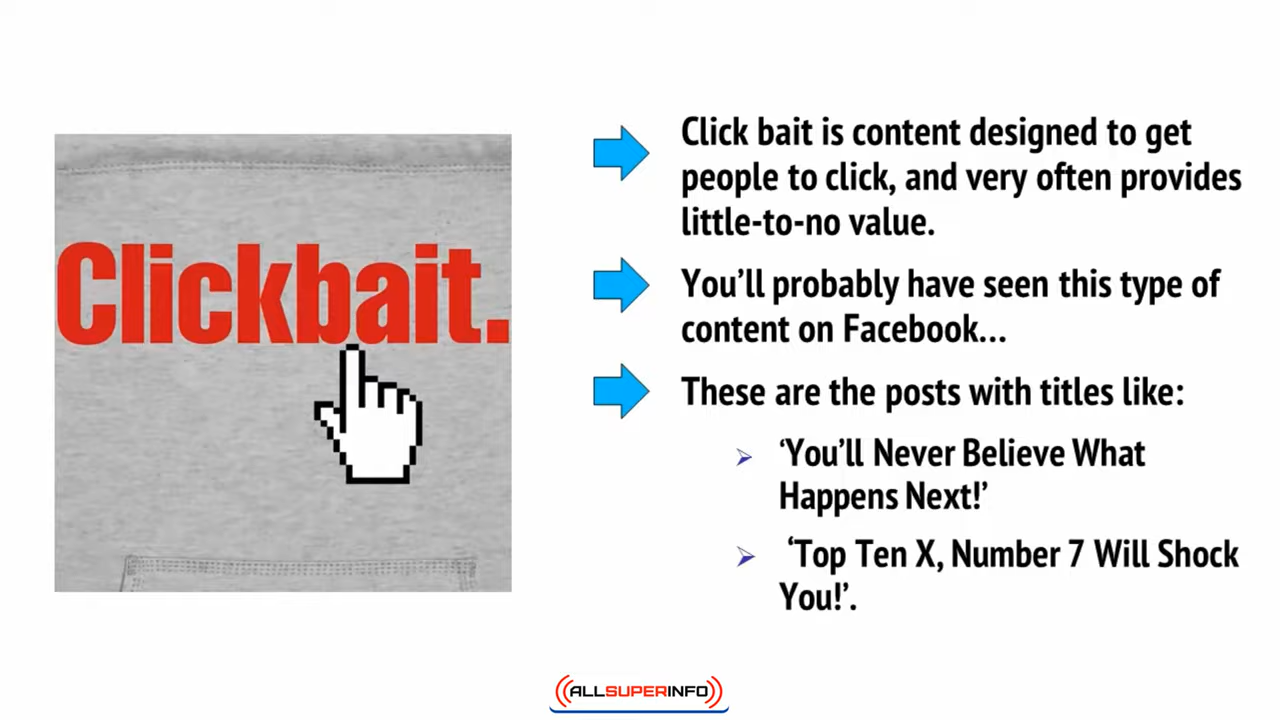 Clickbait.
Click bait is content designed to get
people to click, and very often provides
little-to-no value.
You’ll probably have seen this type of
content on Facebook…
These are the posts with titles like:
‘You’ll Never Believe What
Happens Next!’
‘Top Ten X, Number 7 Will Shock
You!’.
ALLSUPERINFO